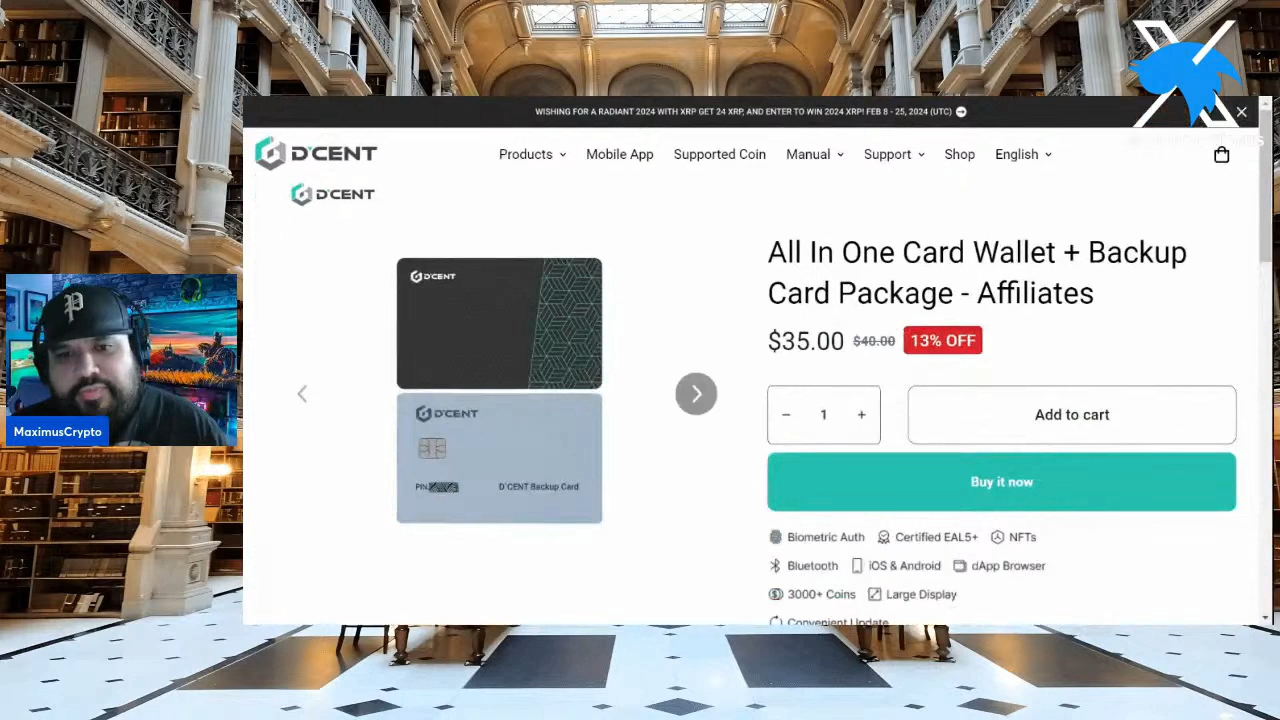 WISHING FOR A RADIANT 2024 WITH XRP GET 24 XRP, AND ENTER TO WIN 2024 XRP! FEB 8 - 25, 2024 (UTC)
D'CENT
Products
Mobile App
Supported Coin
Manual
Support
Shop
English
D'CENT
All In One Card Wallet + Backup
Card Package - Affiliates
$35.00 $40.00 13% OFF
D'CENT
D'CENT
PIN.
D'CENT Backup Card
− 1 +
Add to cart
Buy it now
Biometric Auth
Certified EAL5+
NFTs
Bluetooth
iOS & Android
dApp Browser
3000+ Coins
Large Display
Convenient Update
P
MaximusCrypto